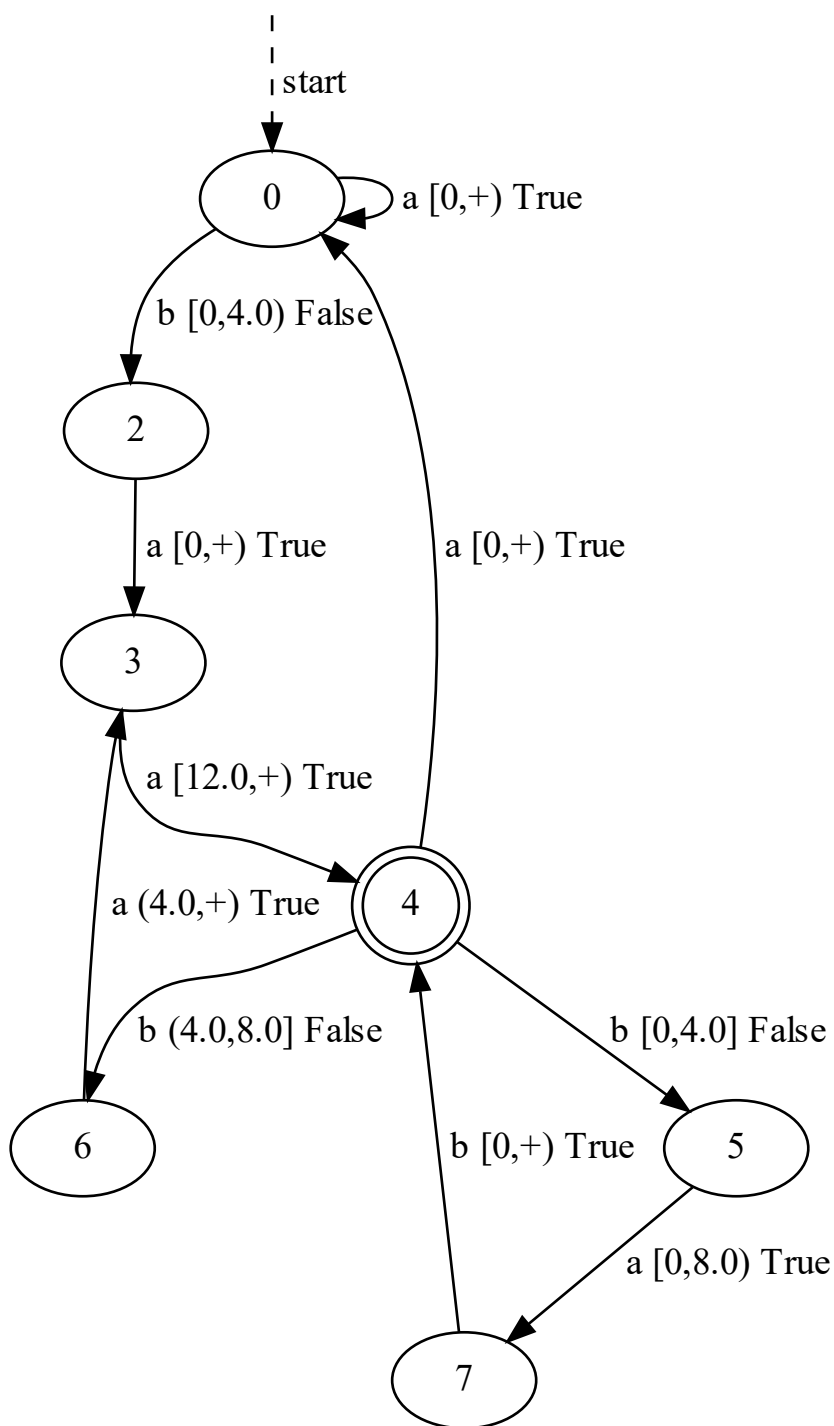 start
0
a [0,+) True
b [0,4.0) False
2
a [0,+) True
a [0,+) True
3
a [12.0,+) True
a (4.0,+) True
4
b (4.0,8.0] False
b [0,4.0] False
6
b [0,+) True
5
a [0,8.0) True
7